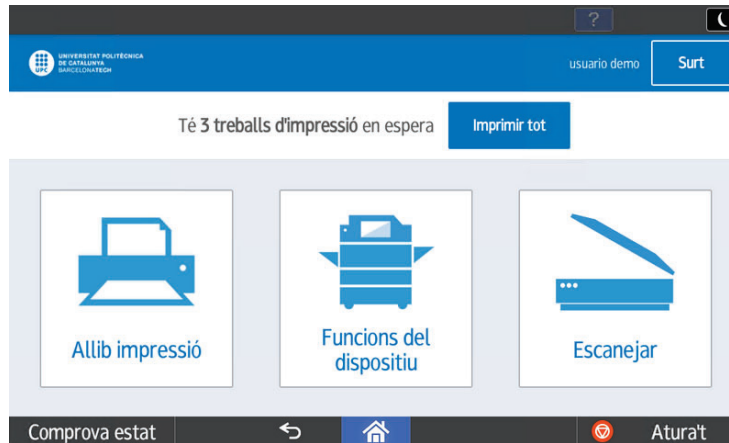 ?
UNIVERSITAT POLITÈCNICA
DE CATALUNYA
BARCELONATECH
UPC
usuario demo
Surt
Té 3 treballs d'impressió en espera
Imprimir tot
Allib impressió
Funcions del
dispositiu
Escanejar
Comprova estat
Atura't